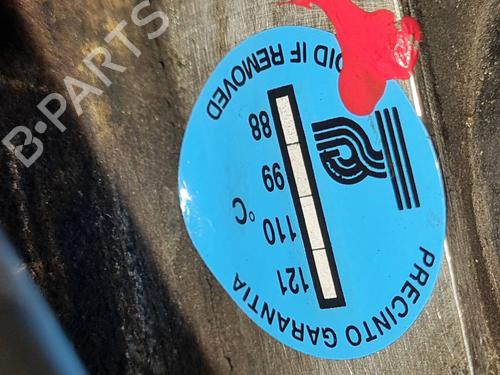 B-PARTS
VOID IF REMOVED
88
99
110
121
°C
PRECINTO GARANTIA